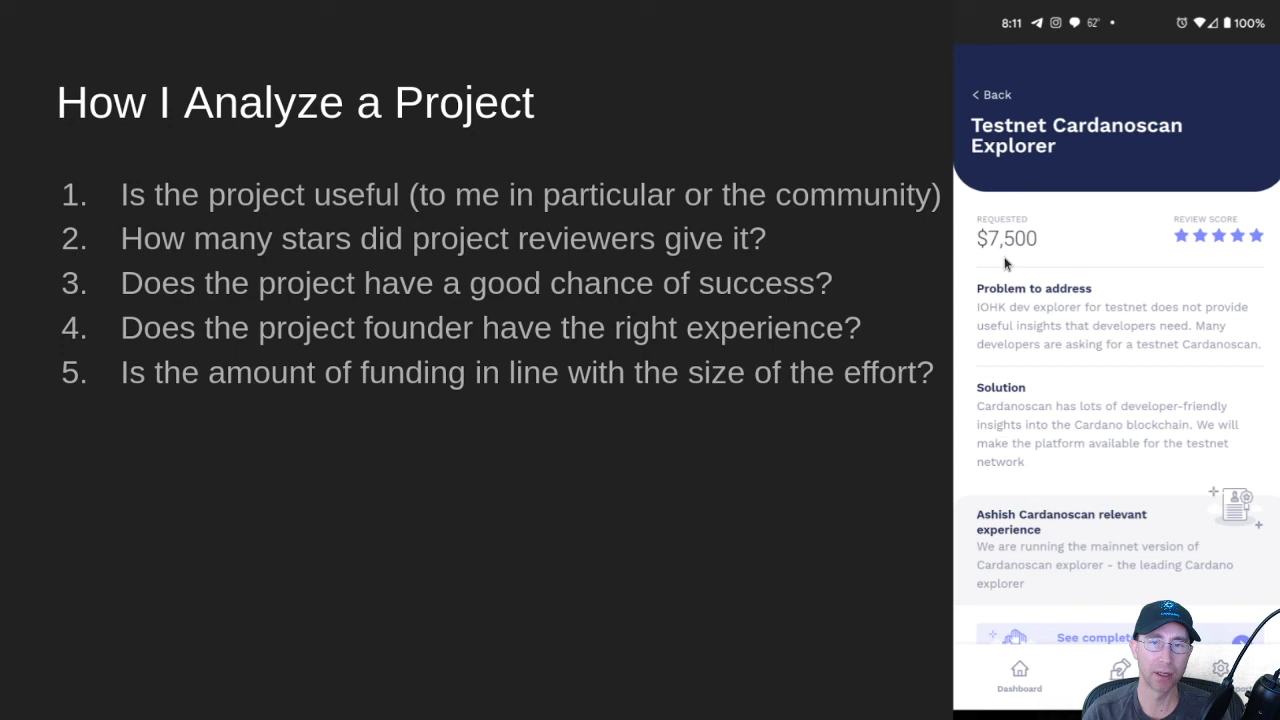 How I Analyze a Project
1. Is the project useful (to me in particular or the community)
2. How many stars did project reviewers give it?
3. Does the project have a good chance of success?
4. Does the project founder have the right experience?
5. Is the amount of funding in line with the size of the effort?
8:11 62° 100%
< Back
Testnet Cardanoscan
Explorer
REQUESTED REVIEW SCORE
$7,500
Problem to address
IOHK dev explorer for testnet does not provide
useful insights that developers need. Many
developers are asking for a testnet Cardanoscan.
Solution
Cardanoscan has lots of developer-friendly
insights into the Cardano blockchain. We will
make the platform available for the testnet
network
Ashish Cardanoscan relevant
experience
We are running the mainnet version of
Cardanoscan explorer - the leading Cardano
explorer
See complet
Dashboard